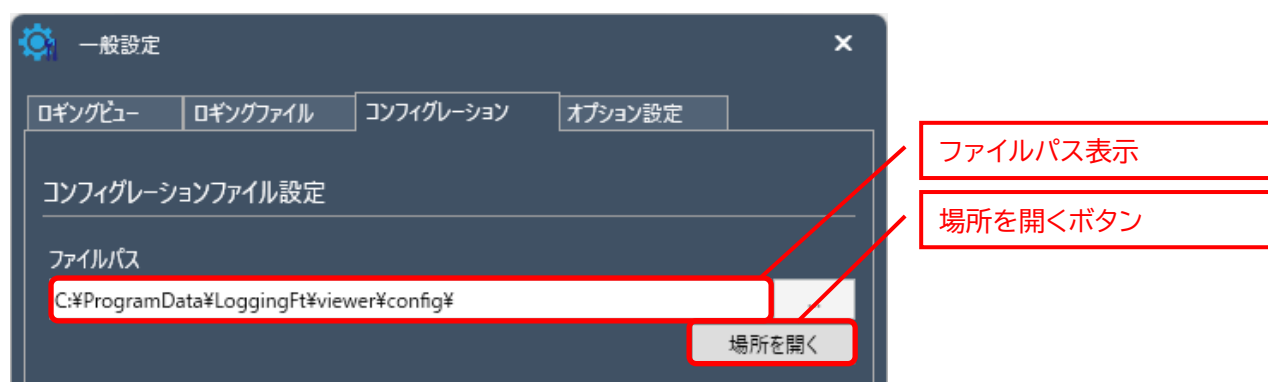 一般設定
ロギングビュー ロギングファイル コンフィグレーション オプション設定
ファイルパス表示
コンフィグレーションファイル設定
場所を開くボタン
ファイルパス
C:¥ProgramData¥LoggingFt¥viewer¥config¥ ...
場所を開く